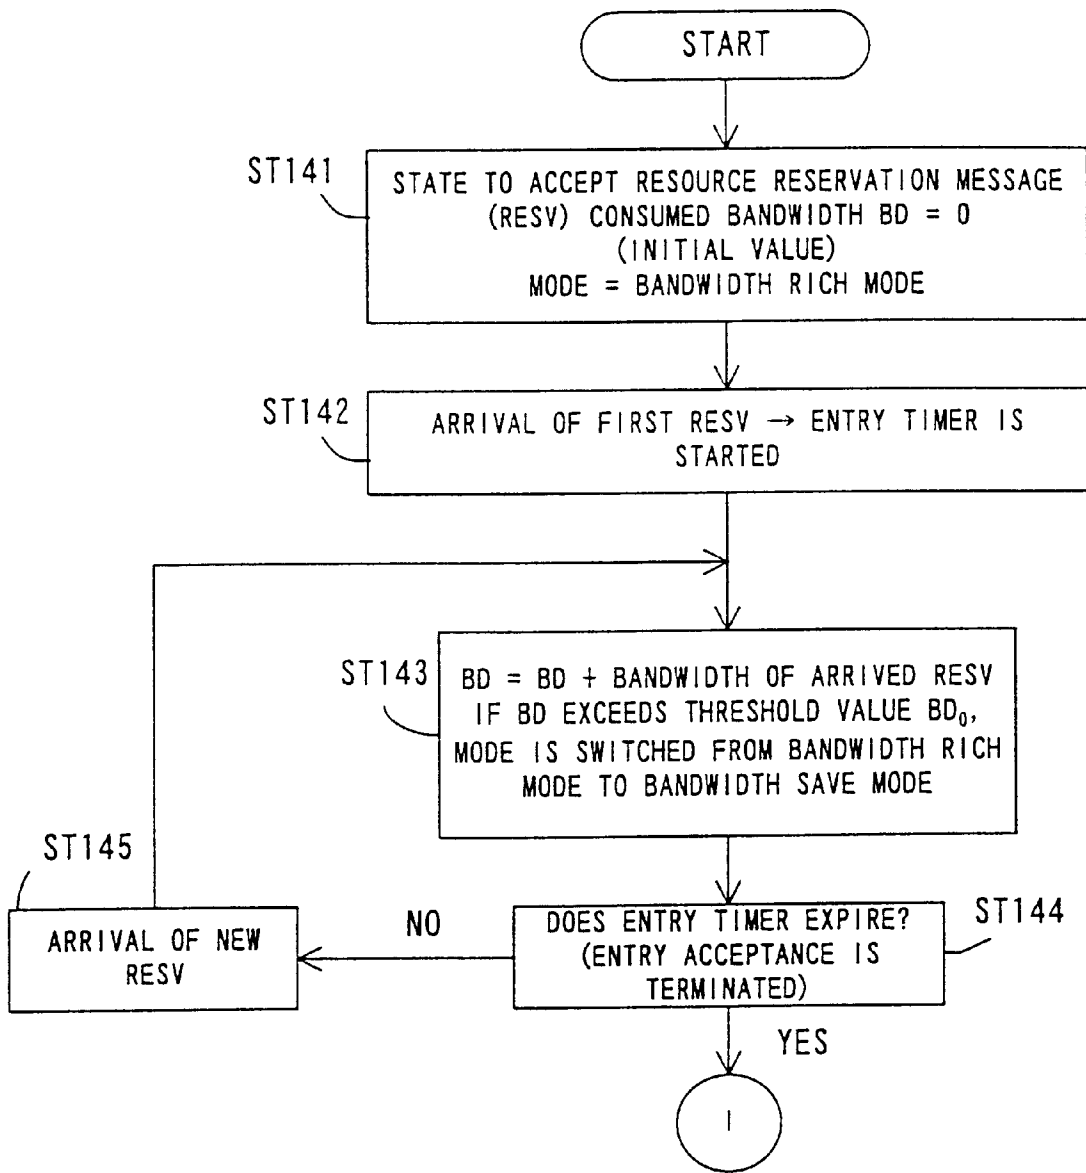 START
ST141
STATE TO ACCEPT RESOURCE RESERVATION MESSAGE
(RESV) CONSUMED BANDWIDTH BD = 0
(INITIAL VALUE)
MODE = BANDWIDTH RICH MODE
ST142
ARRIVAL OF FIRST RESV → ENTRY TIMER IS
STARTED
ST143
BD = BD + BANDWIDTH OF ARRIVED RESV
IF BD EXCEEDS THRESHOLD VALUE BD₀,
MODE IS SWITCHED FROM BANDWIDTH RICH
MODE TO BANDWIDTH SAVE MODE
ST145
ARRIVAL OF NEW
RESV
NO
DOES ENTRY TIMER EXPIRE?
(ENTRY ACCEPTANCE IS
TERMINATED)
ST144
YES
I